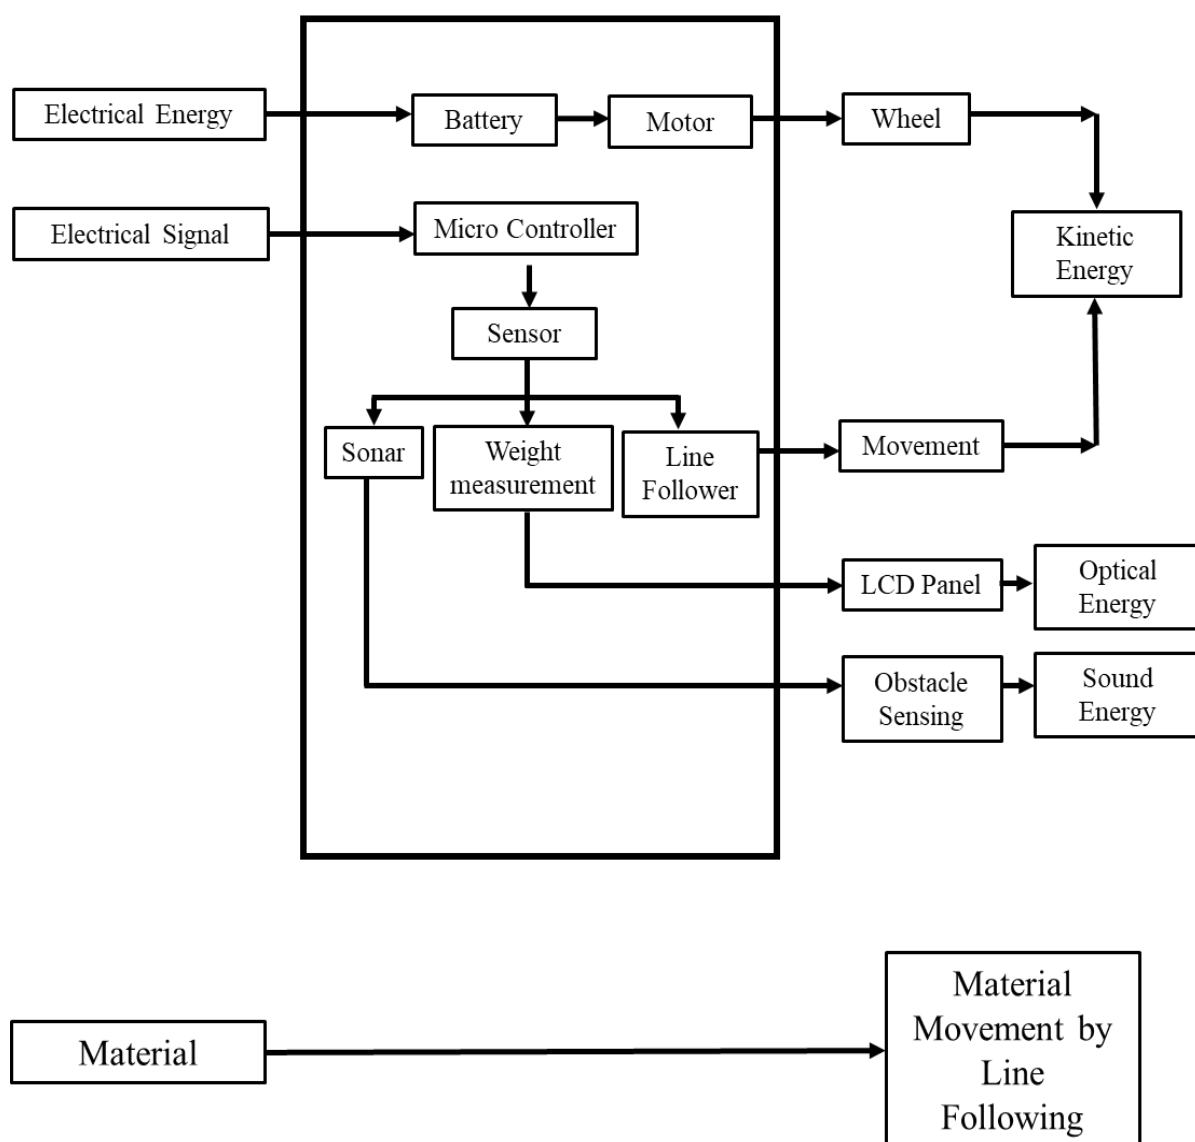 Electrical Energy
Battery
Motor
Wheel
Electrical Signal
Micro Controller
Kinetic
Energy
Sensor
Sonar
Weight
measurement
Line
Follower
Movement
LCD Panel
Optical
Energy
Obstacle
Sensing
Sound
Energy
Material
Material
Movement by
Line
Following